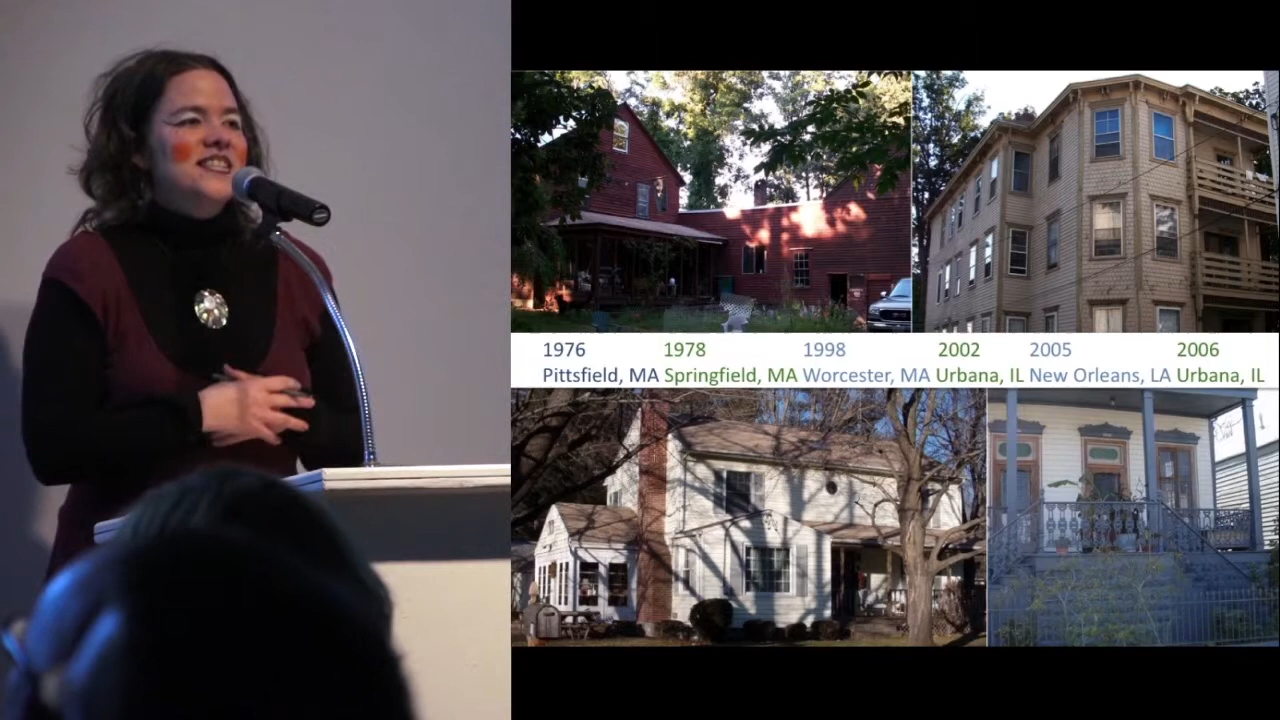 1976 1978 1998 2002 2005 2006
Pittsfield, MA Springfield, MA Worcester, MA Urbana, IL New Orleans, LA Urbana, IL